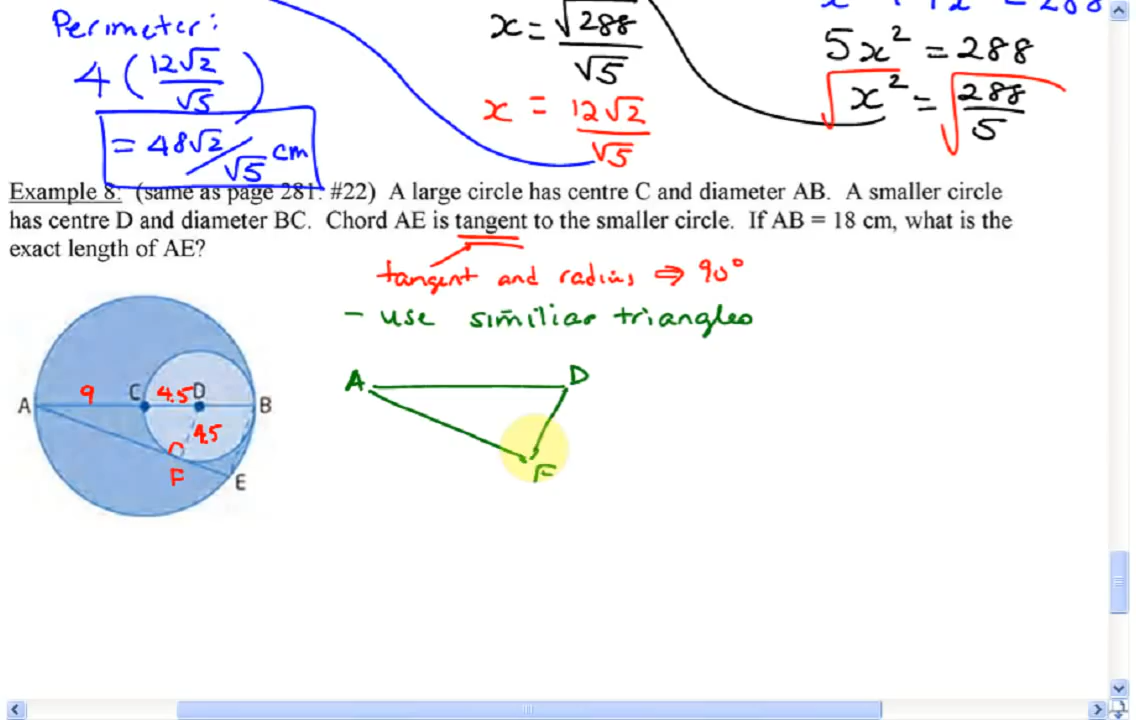 Perimeter:
4 ( 12√2 / √5 )
= 48√2 / √5 cm
x = √288 / √5
x = 12√2 / √5
5x² = 288
√x² = √288/5
Example 8: (same as page 281: #22) A large circle has centre C and diameter AB. A smaller circle
has centre D and diameter BC. Chord AE is tangent to the smaller circle. If AB = 18 cm, what is the
exact length of AE?
tangent and radius ⇒ 90°
- use similiar triangles
A 9 C 4.5 D B
4.5
F
E
A D
F